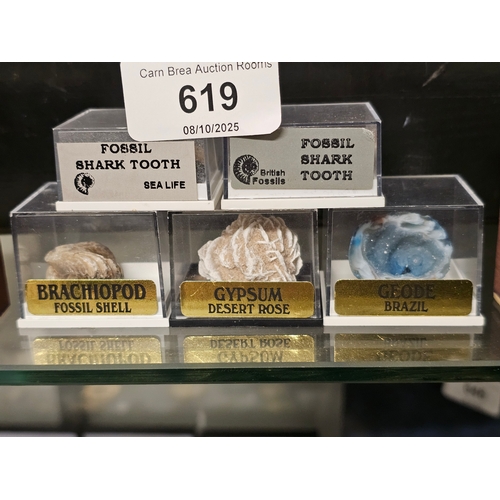 Carn Brea Auction Rooms
619
08/10/2025
FOSSIL
SHARK TOOTH
SEA LIFE
FOSSIL
SHARK
TOOTH
British
Fossils
BRACHIOPOD
FOSSIL SHELL
GYPSUM
DESERT ROSE
GEODE
BRAZIL